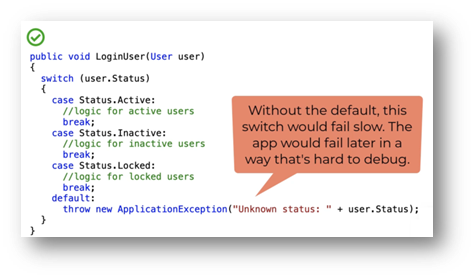 public void LoginUser(User user)
{
switch (user.Status)
{
case Status.Active:
//logic for active users
break;
case Status.Inactive:
//logic for inactive users
break;
case Status.Locked:
//logic for locked users
break;
default:
throw new ApplicationException("Unknown status: " + user.Status);
}
}
Without the default, this
switch would fail slow. The
app would fail later in a
way that's hard to debug.